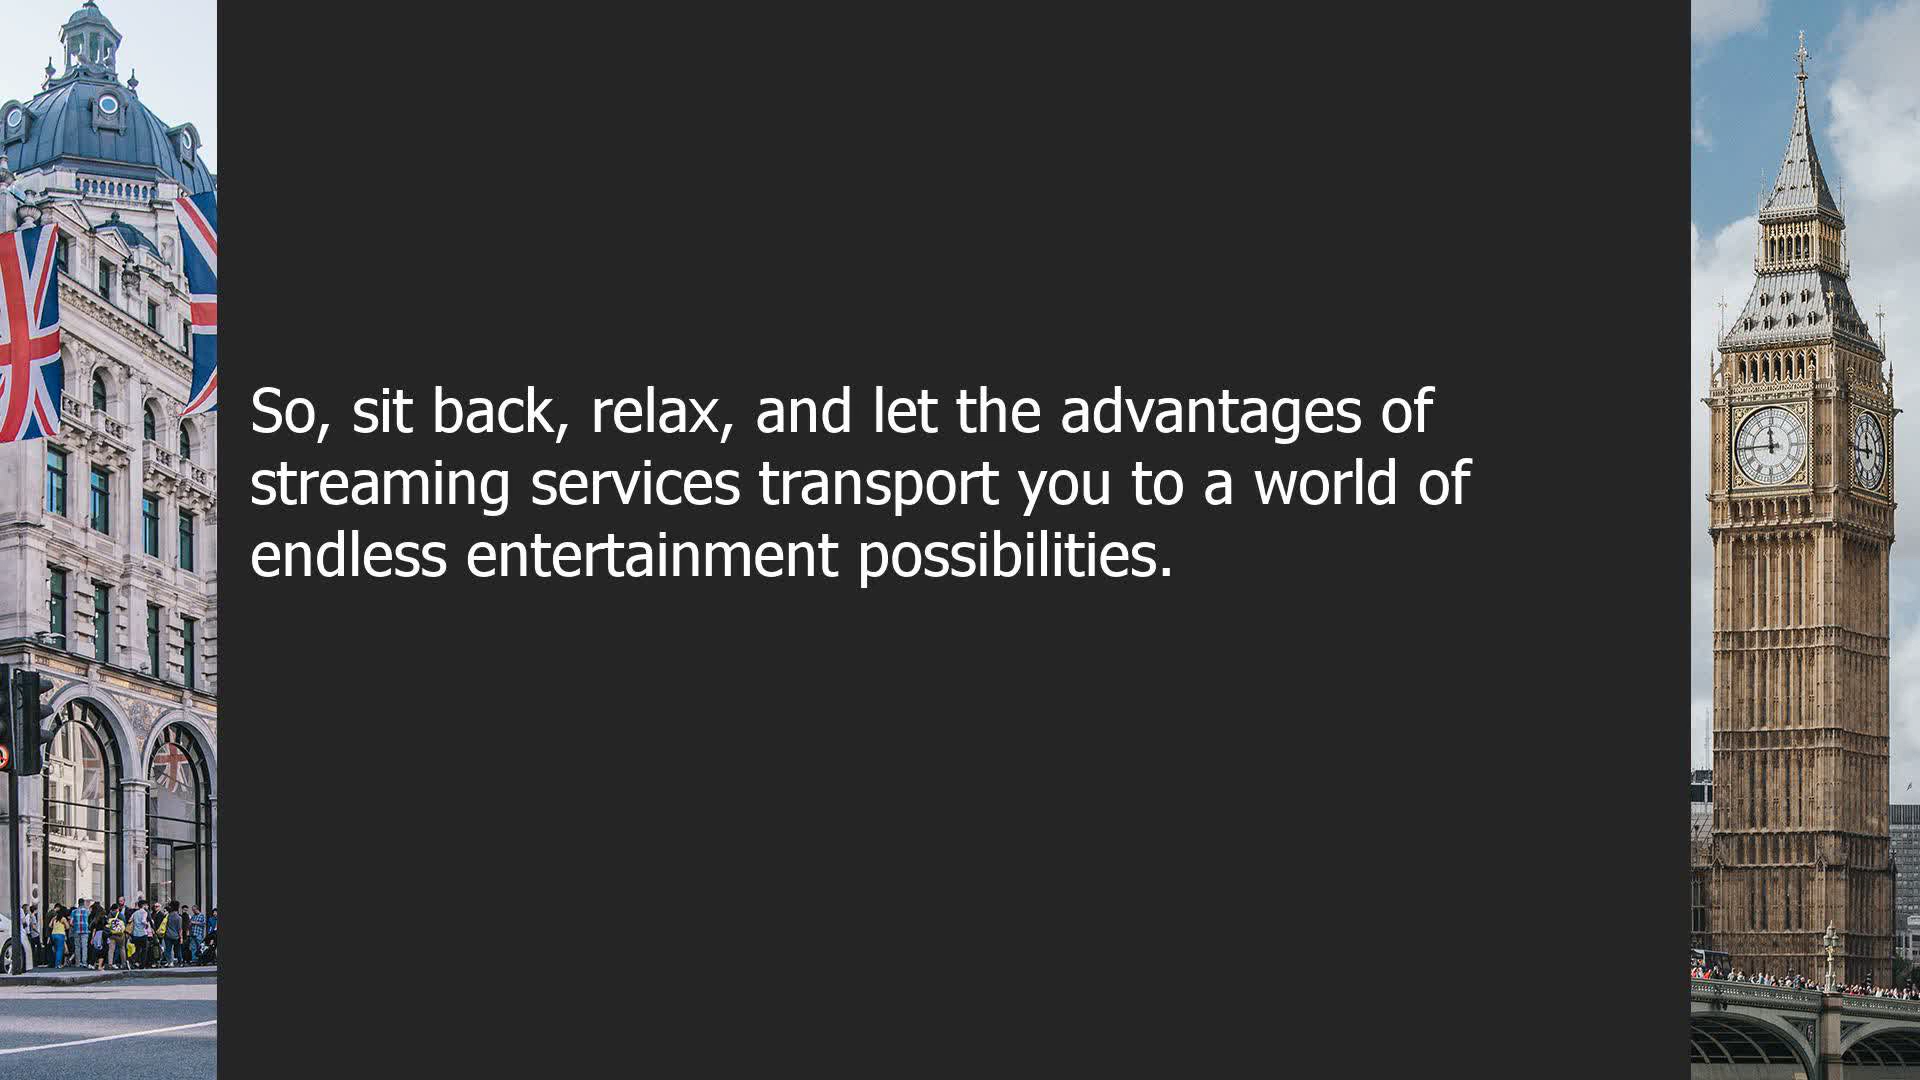 So, sit back, relax, and let the advantages of
streaming services transport you to a world of
endless entertainment possibilities.